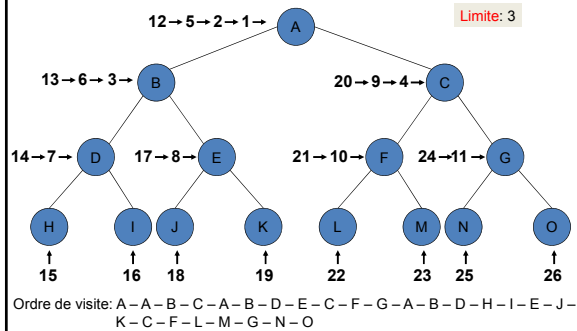 12→5→2→1→ A
Limite: 3
13→6→3→ B
20→9→4→ C
14→7→ D
17→8→ E
21→10→ F
24→11→ G
H I J K L M N O
15 16 18 19 22 23 25 26
Ordre de visite: A – A – B – C – A – B – D – E – C – F – G – A – B – D – H – I – E – J –
K – C – F – L – M – G – N – O